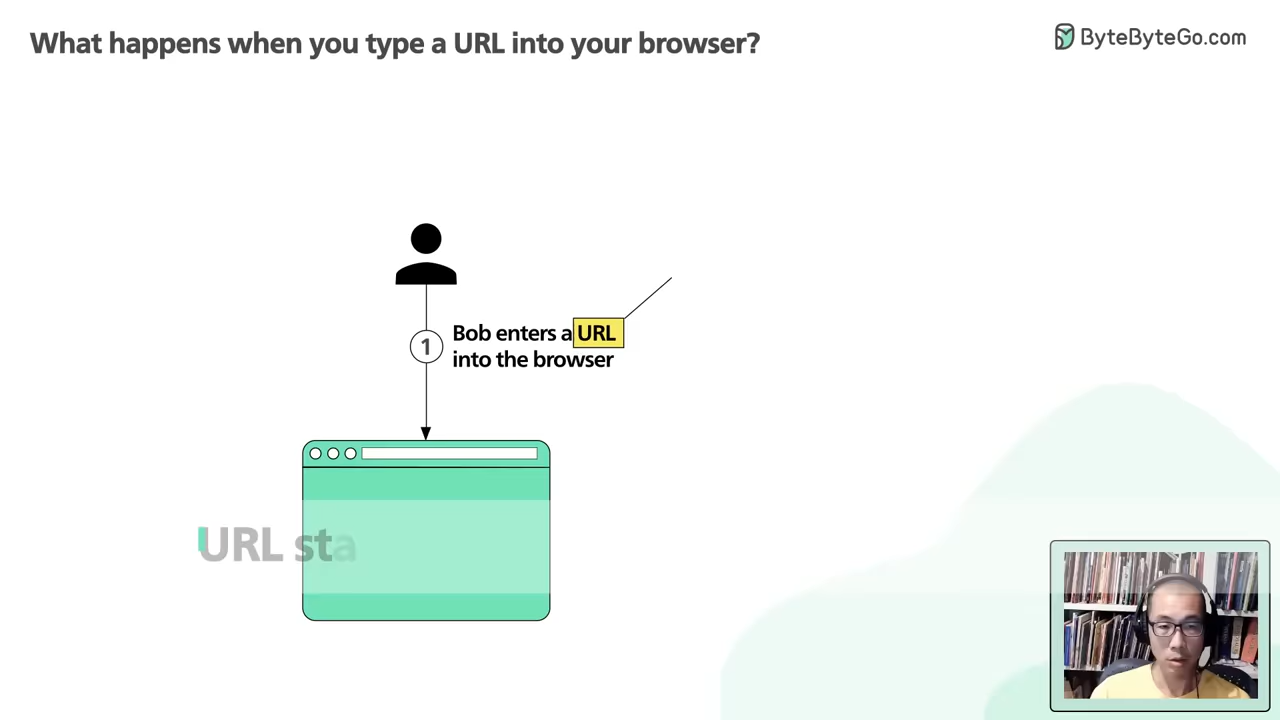 What happens when you type a URL into your browser?
ByteByteGo.com
1
Bob enters a URL
into the browser
URL sta